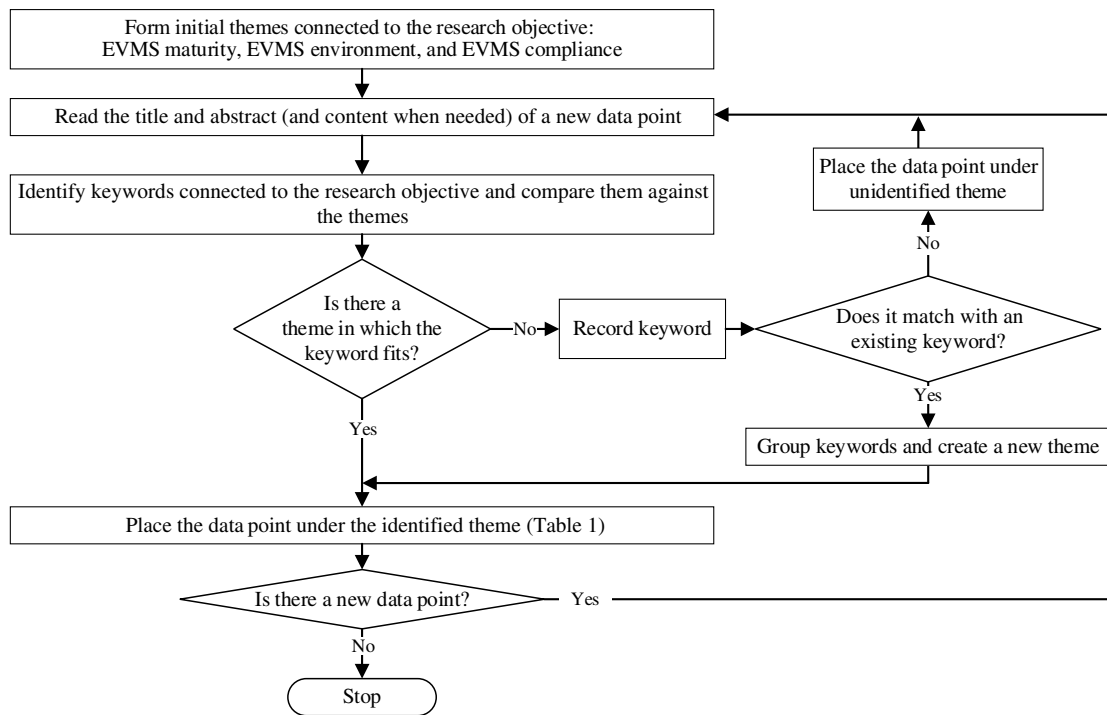 Form initial themes connected to the research objective:
EVMS maturity, EVMS environment, and EVMS compliance
Read the title and abstract (and content when needed) of a new data point
Place the data point under
unidentified theme
Identify keywords connected to the research objective and compare them against
the themes
No
Is there a
theme in which the
keyword fits?
No
Record keyword
Does it match with an
existing keyword?
Yes
Yes
Group keywords and create a new theme
Place the data point under the identified theme (Table 1)
Is there a new data point?
Yes
No
Stop